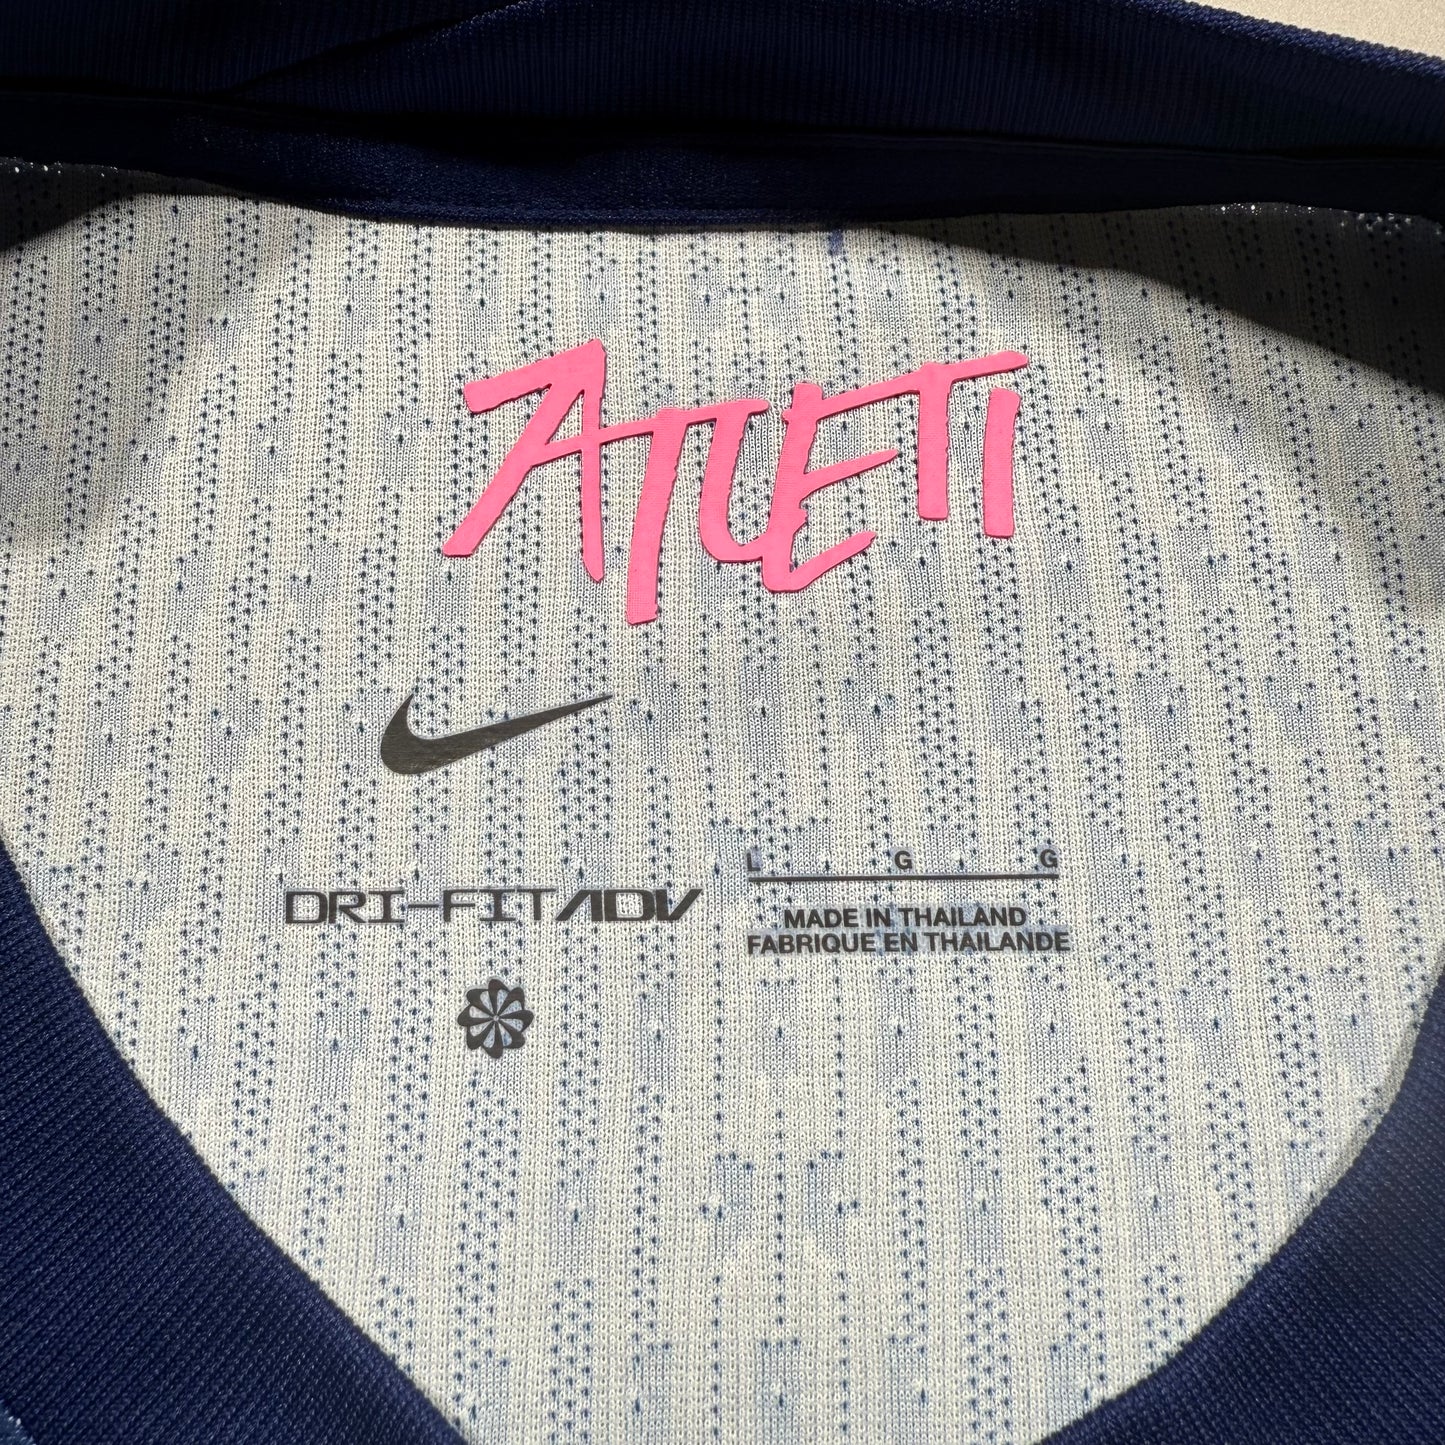 ATLETI
DRI-FIT ADV
L G G
MADE IN THAILAND
FABRIQUE EN THAILANDE